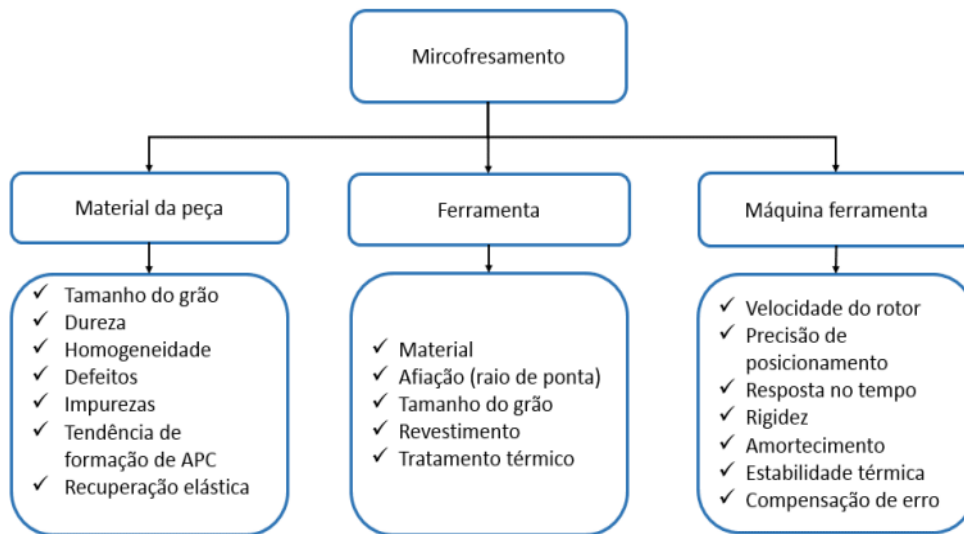 Mircofresamento
Material da peça
Ferramenta
Máquina ferramenta
✓ Tamanho do grão
✓ Dureza
✓ Homogeneidade
✓ Defeitos
✓ Impurezas
✓ Tendência de
formação de APC
✓ Recuperação elástica
✓ Material
✓ Afiação (raio de ponta)
✓ Tamanho do grão
✓ Revestimento
✓ Tratamento térmico
✓ Velocidade do rotor
✓ Precisão de
posicionamento
✓ Resposta no tempo
✓ Rigidez
✓ Amortecimento
✓ Estabilidade térmica
✓ Compensação de erro